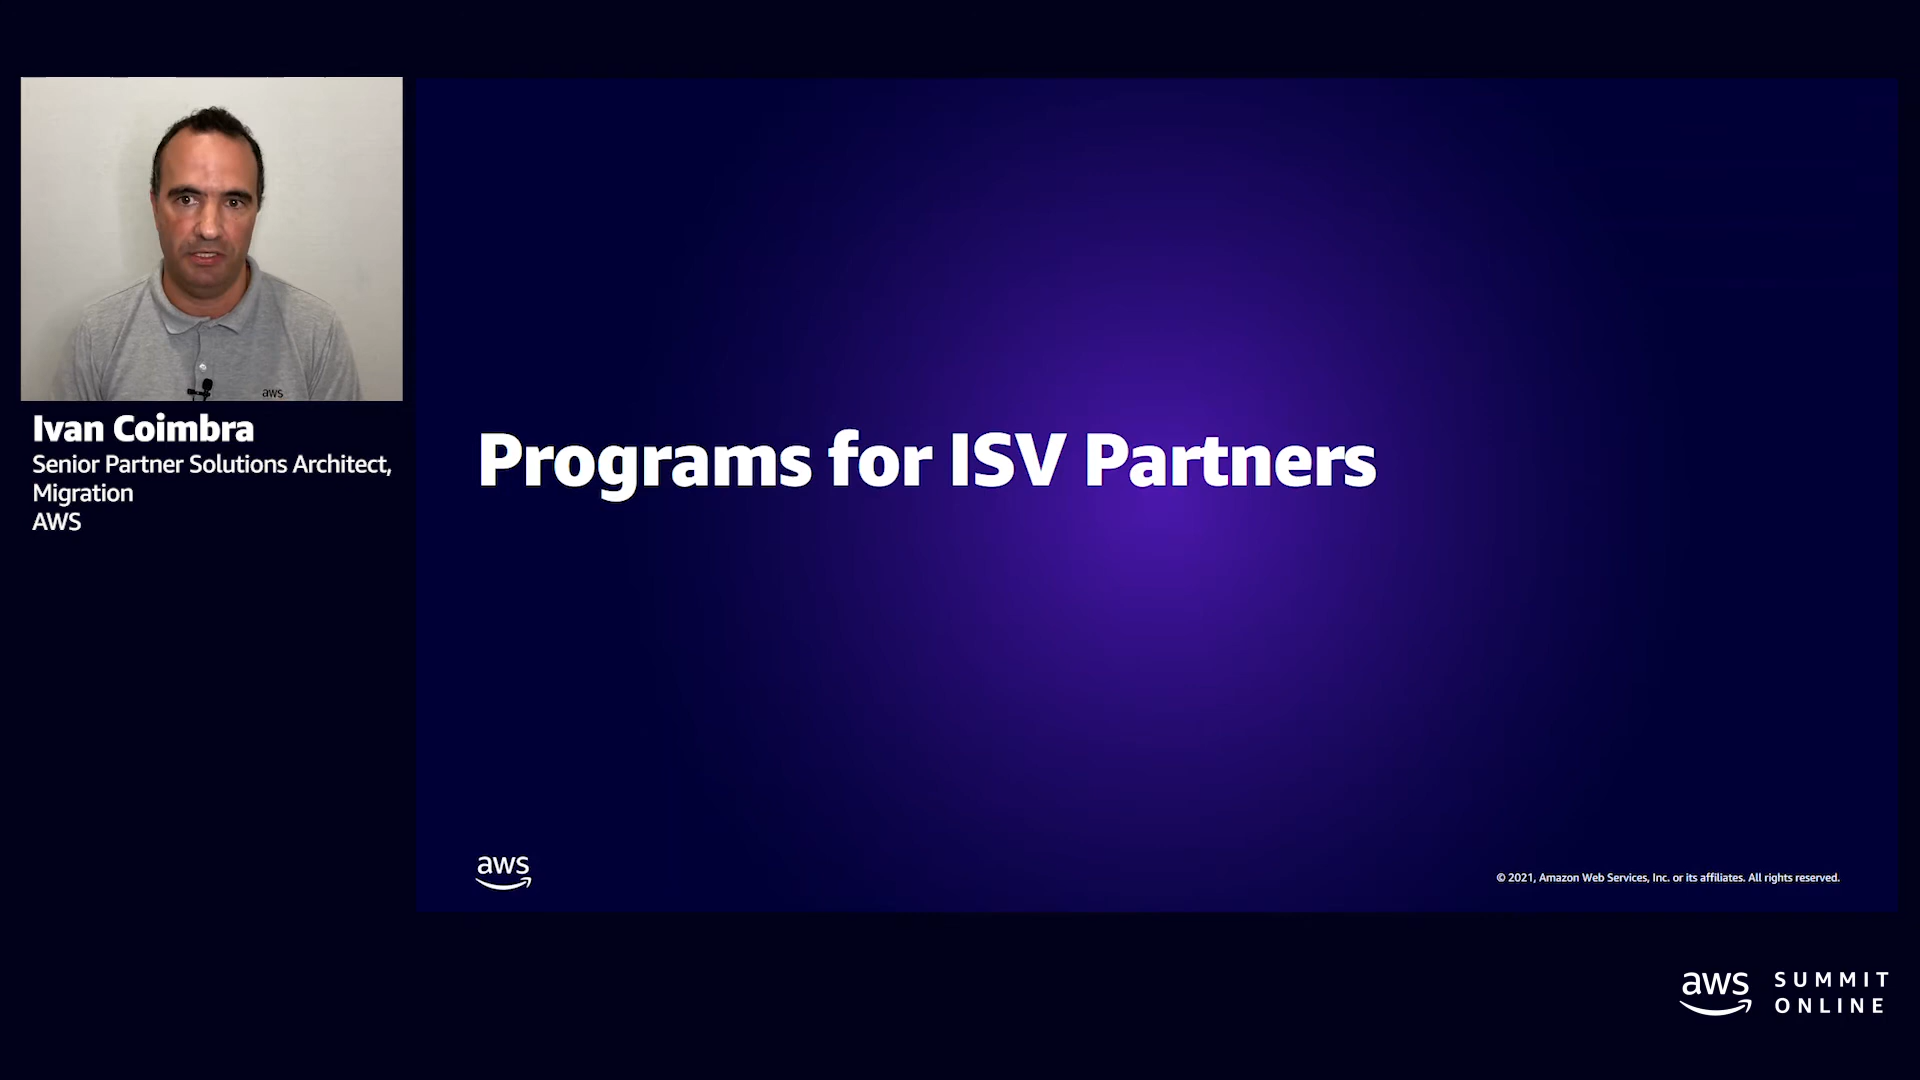 aws
Ivan Coimbra
Senior Partner Solutions Architect,
Migration
AWS
Programs for ISV Partners
aws
© 2021, Amazon Web Services, Inc. or its affiliates. All rights reserved.
aws
SUMMIT
ONLINE